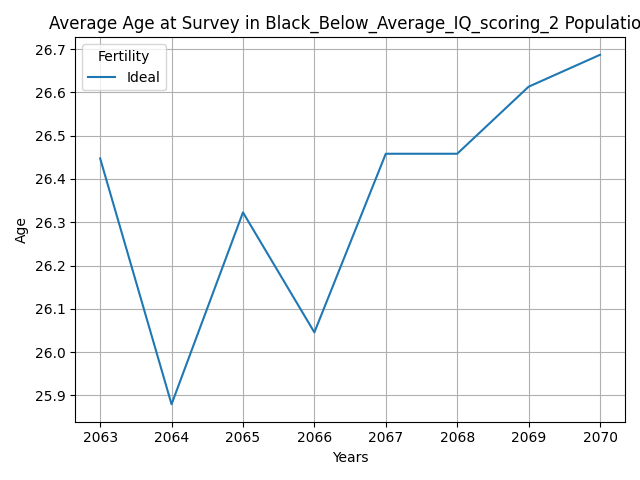 Average Age at Survey in Black_Below_Average_IQ_scoring_2 Populatio
26.7
26.6
26.5
26.4
26.3
26.2
26.1
26.0
25.9
Age
Fertility
Ideal
2063 2064 2065 2066 2067 2068 2069 2070
Years